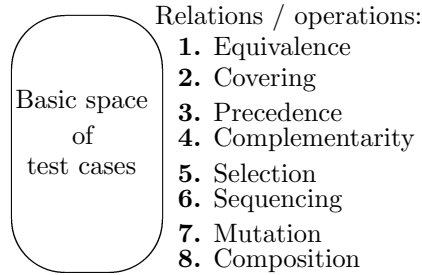 Basic space
of
test cases
Relations / operations:
1. Equivalence
2. Covering
3. Precedence
4. Complementarity
5. Selection
6. Sequencing
7. Mutation
8. Composition